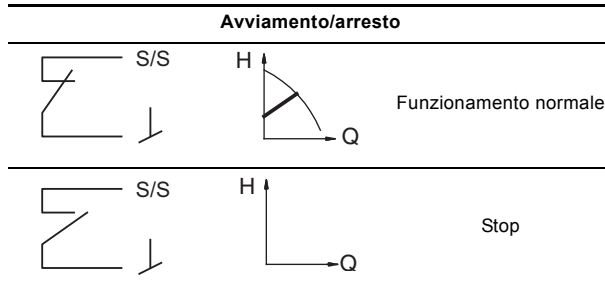 Avviamento/arresto
S/S
H
Q
Funzionamento normale
S/S
H
Q
Stop